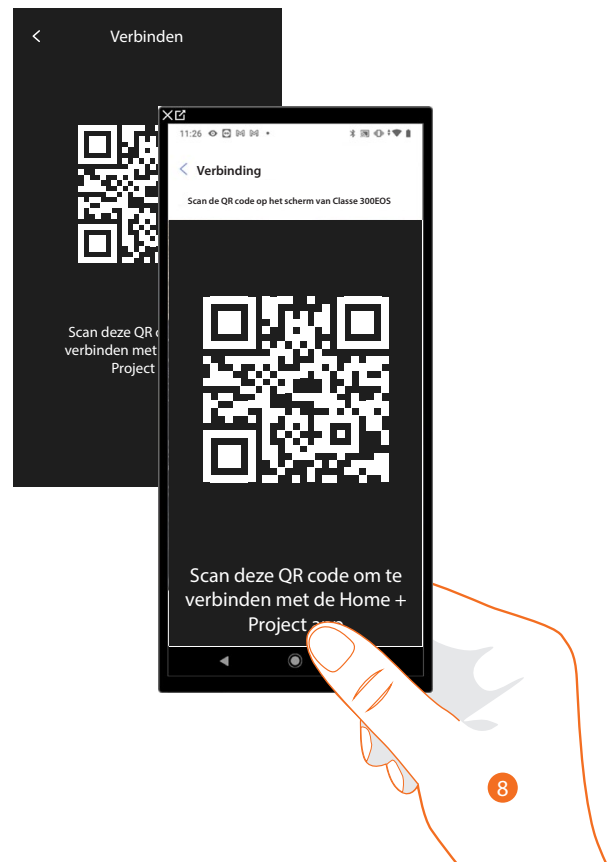 Verbinden
Scan deze QR
verbinden met
Project
11:26
Verbinding
Scan de QR code op het scherm van Classe 300EOS
Scan deze QR code om te
verbinden met de Home +
Project app
8